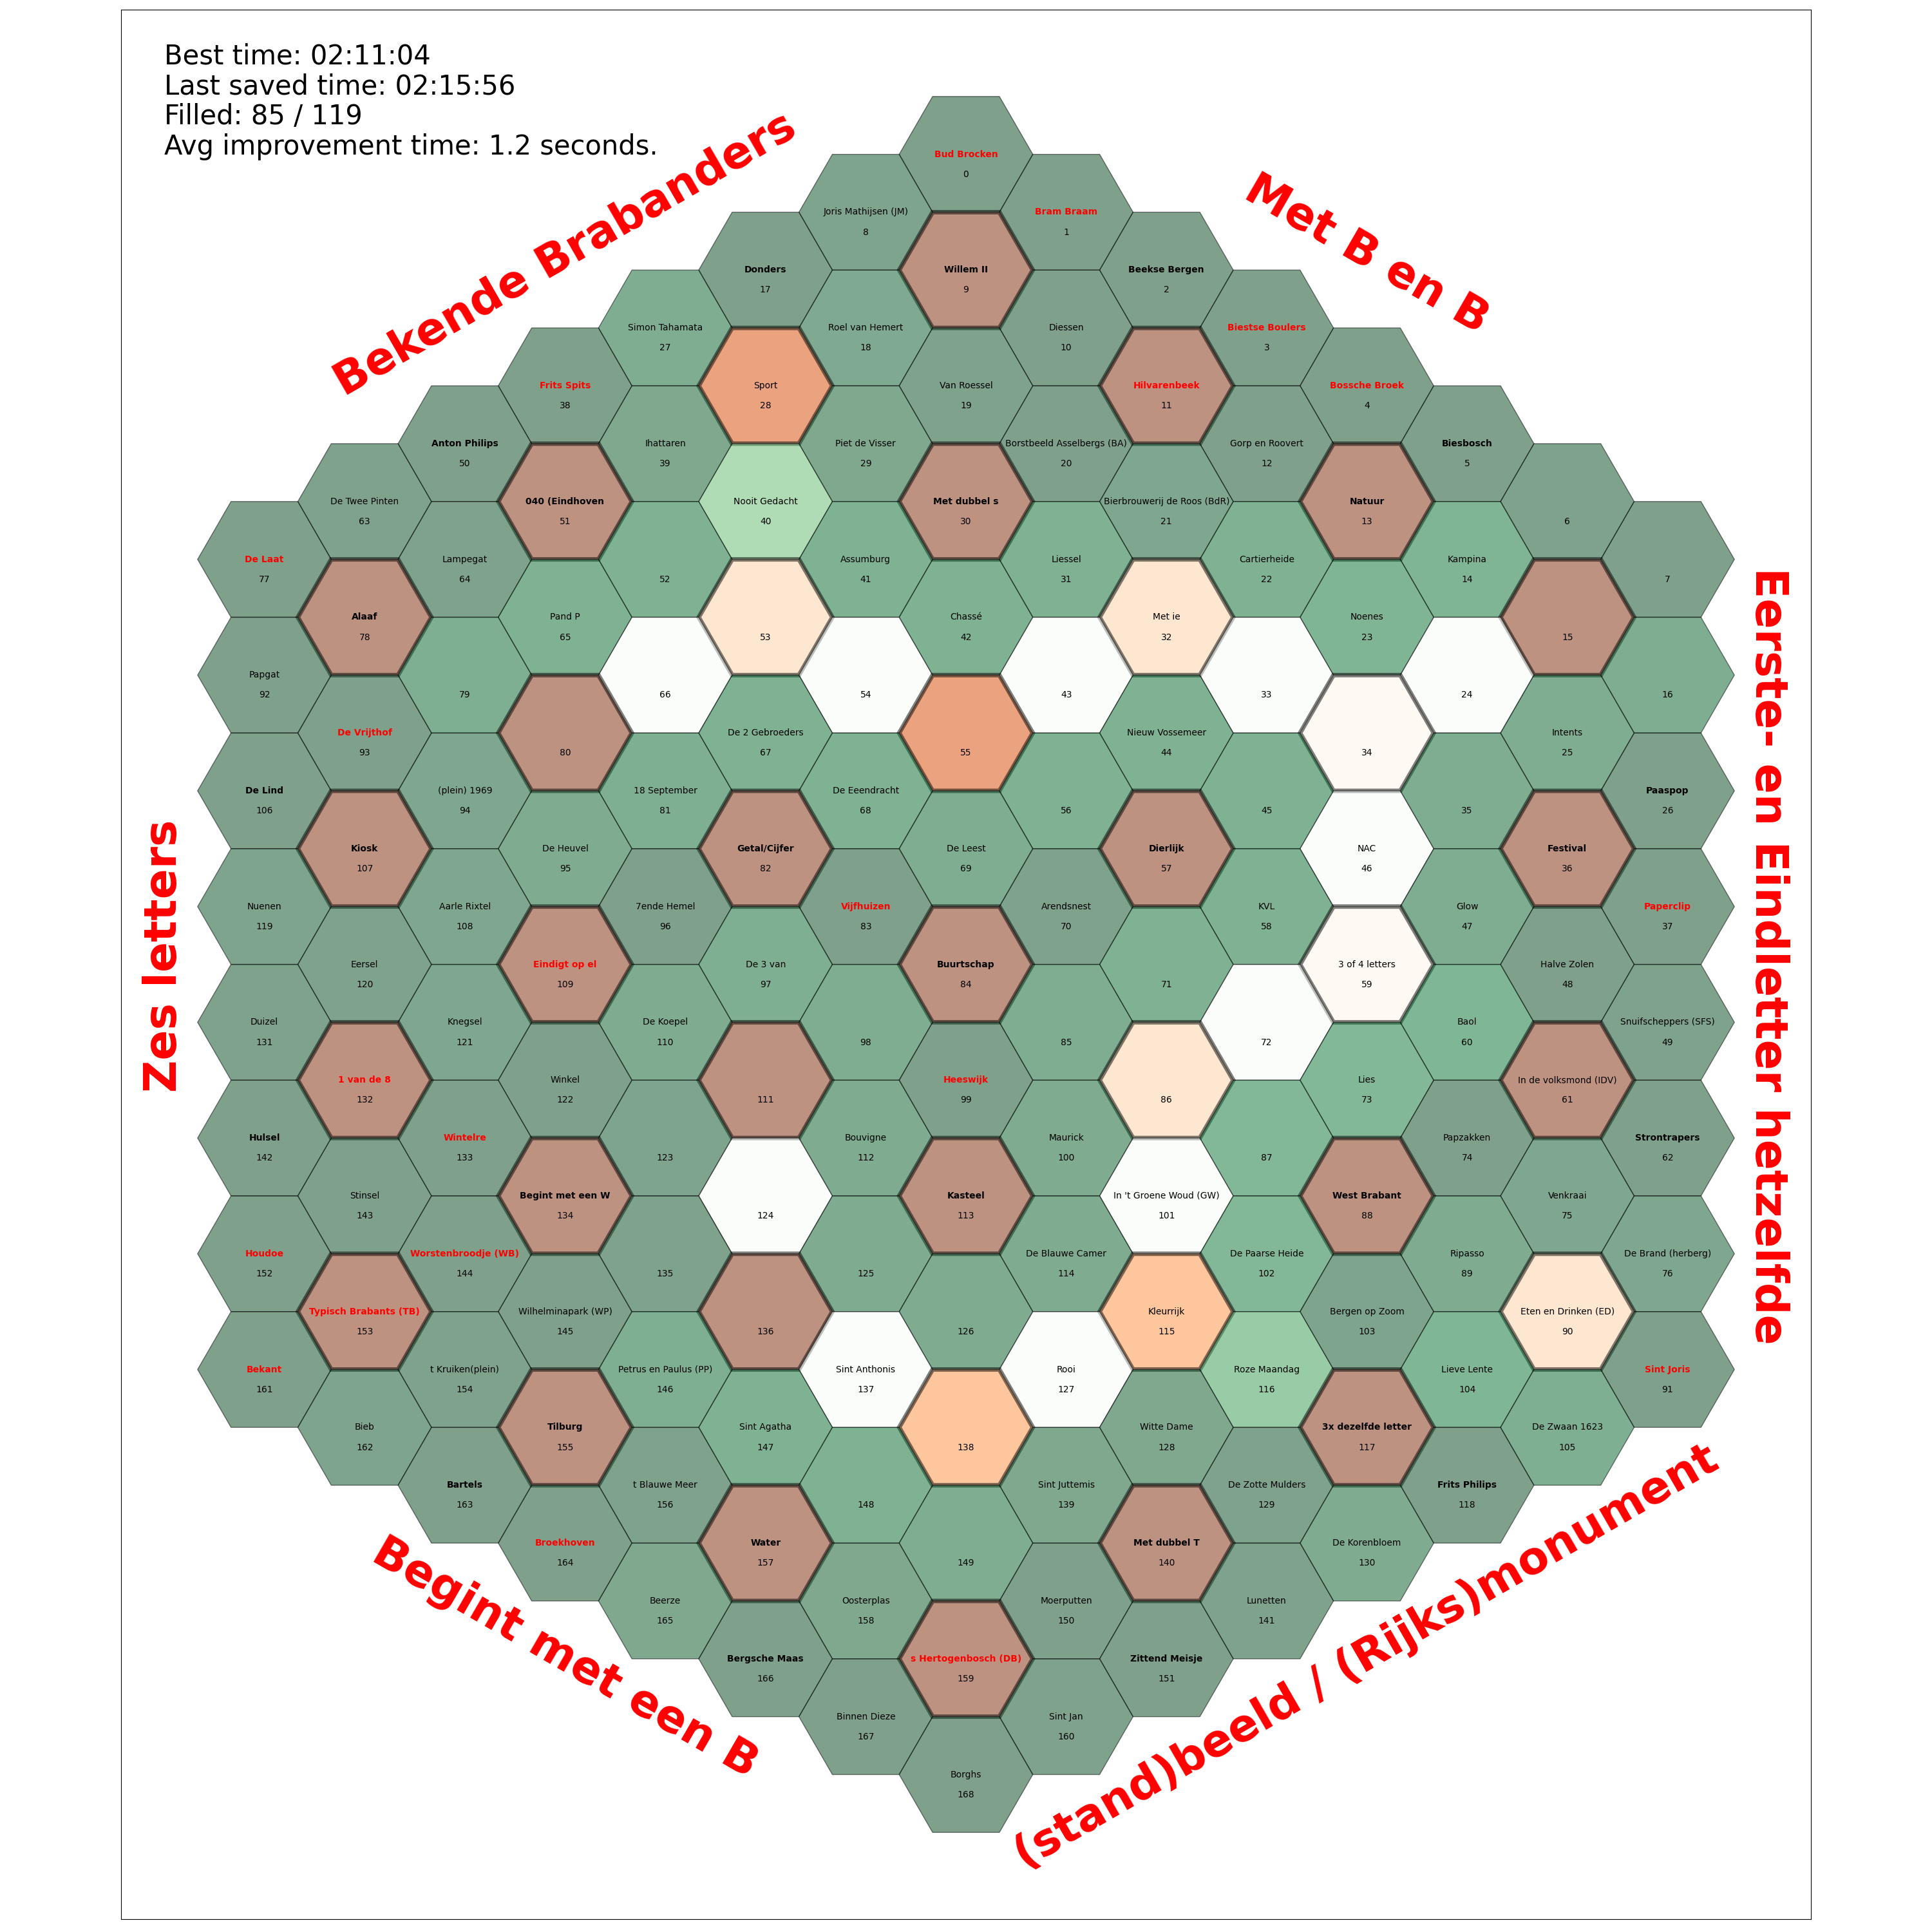 Best time: 02:11:04
Last saved time: 02:15:56
Filled: 85 / 119
Avg improvement time: 1.2 seconds.
Bekende Brabanders
Met B en B
Eerste- en Eindletter hetzelfde
(stand)beeld / (Rijks)monument
Begint met een B
Zes letters
Bud Brocken
0
Bram Braam
1
Beekse Bergen
2
Biestse Boulers
3
Bossche Broek
4
Biesbosch
5
6
7
Joris Mathijsen (JM)
8
Willem II
9
Diessen
10
Hilvarenbeek
11
Gorp en Roovert
12
Natuur
13
Kampina
14
15
16
Donders
17
Roel van Hemert
18
Van Roessel
19
Borstbeeld Asselbergs (BA)
20
Bierbrouwerij de Roos (BdR)
21
Cartierheide
22
Noenes
23
24
Intents
25
Paaspop
26
Simon Tahamata
27
Sport
28
Piet de Visser
29
Met dubbel s
30
Liessel
31
Met ie
32
33
34
35
Festival
36
Paperclip
37
Frits Spits
38
Ihattaren
39
Nooit Gedacht
40
Assumburg
41
Chassé
42
43
Nieuw Vossemeer
44
45
NAC
46
Glow
47
Halve Zolen
48
Snuifscheppers (SFS)
49
Anton Philips
50
040 (Eindhoven
51
52
53
54
55
56
Dierlijk
57
KVL
58
3 of 4 letters
59
Baol
60
In de volksmond (IDV)
61
Strontrapers
62
De Twee Pinten
63
Lampegat
64
Pand P
65
66
De 2 Gebroeders
67
De Eeendracht
68
De Leest
69
Arendsnest
70
71
72
Lies
73
Papzakken
74
Venkraai
75
De Brand (herberg)
76
De Laat
77
Alaaf
78
79
80
18 September
81
Getal/Cijfer
82
Vijfhuizen
83
Buurtschap
84
85
86
87
West Brabant
88
Ripasso
89
Eten en Drinken (ED)
90
Sint Joris
91
Papgat
92
De Vrijthof
93
(plein) 1969
94
De Heuvel
95
7ende Hemel
96
De 3 van
97
98
Heeswijk
99
Maurick
100
In 't Groene Woud (GW)
101
De Paarse Heide
102
Bergen op Zoom
103
Lieve Lente
104
De Zwaan 1623
105
De Lind
106
Kiosk
107
Aarle Rixtel
108
Eindigt op el
109
De Koepel
110
111
Bouvigne
112
Kasteel
113
De Blauwe Camer
114
Kleurrijk
115
Roze Maandag
116
3x dezelfde letter
117
Frits Philips
118
Nuenen
119
Eersel
120
Knegsel
121
Winkel
122
123
124
125
126
Rooi
127
Witte Dame
128
De Zotte Mulders
129
De Korenbloem
130
Duizel
131
1 van de 8
132
Wintelre
133
Begint met een W
134
135
136
Sint Anthonis
137
138
Sint Juttemis
139
Met dubbel T
140
Lunetten
141
Hulsel
142
Stinsel
143
Worstenbroodje (WB)
144
Wilhelminapark (WP)
145
Petrus en Paulus (PP)
146
Sint Agatha
147
148
149
Moerputten
150
Zittend Meisje
151
Houdoe
152
Typisch Brabants (TB)
153
t Kruiken(plein)
154
Tilburg
155
t Blauwe Meer
156
Water
157
Oosterplas
158
s Hertogenbosch (DB)
159
Sint Jan
160
Bekant
161
Bieb
162
Bartels
163
Broekhoven
164
Beerze
165
Bergsche Maas
166
Binnen Dieze
167
Borghs
168